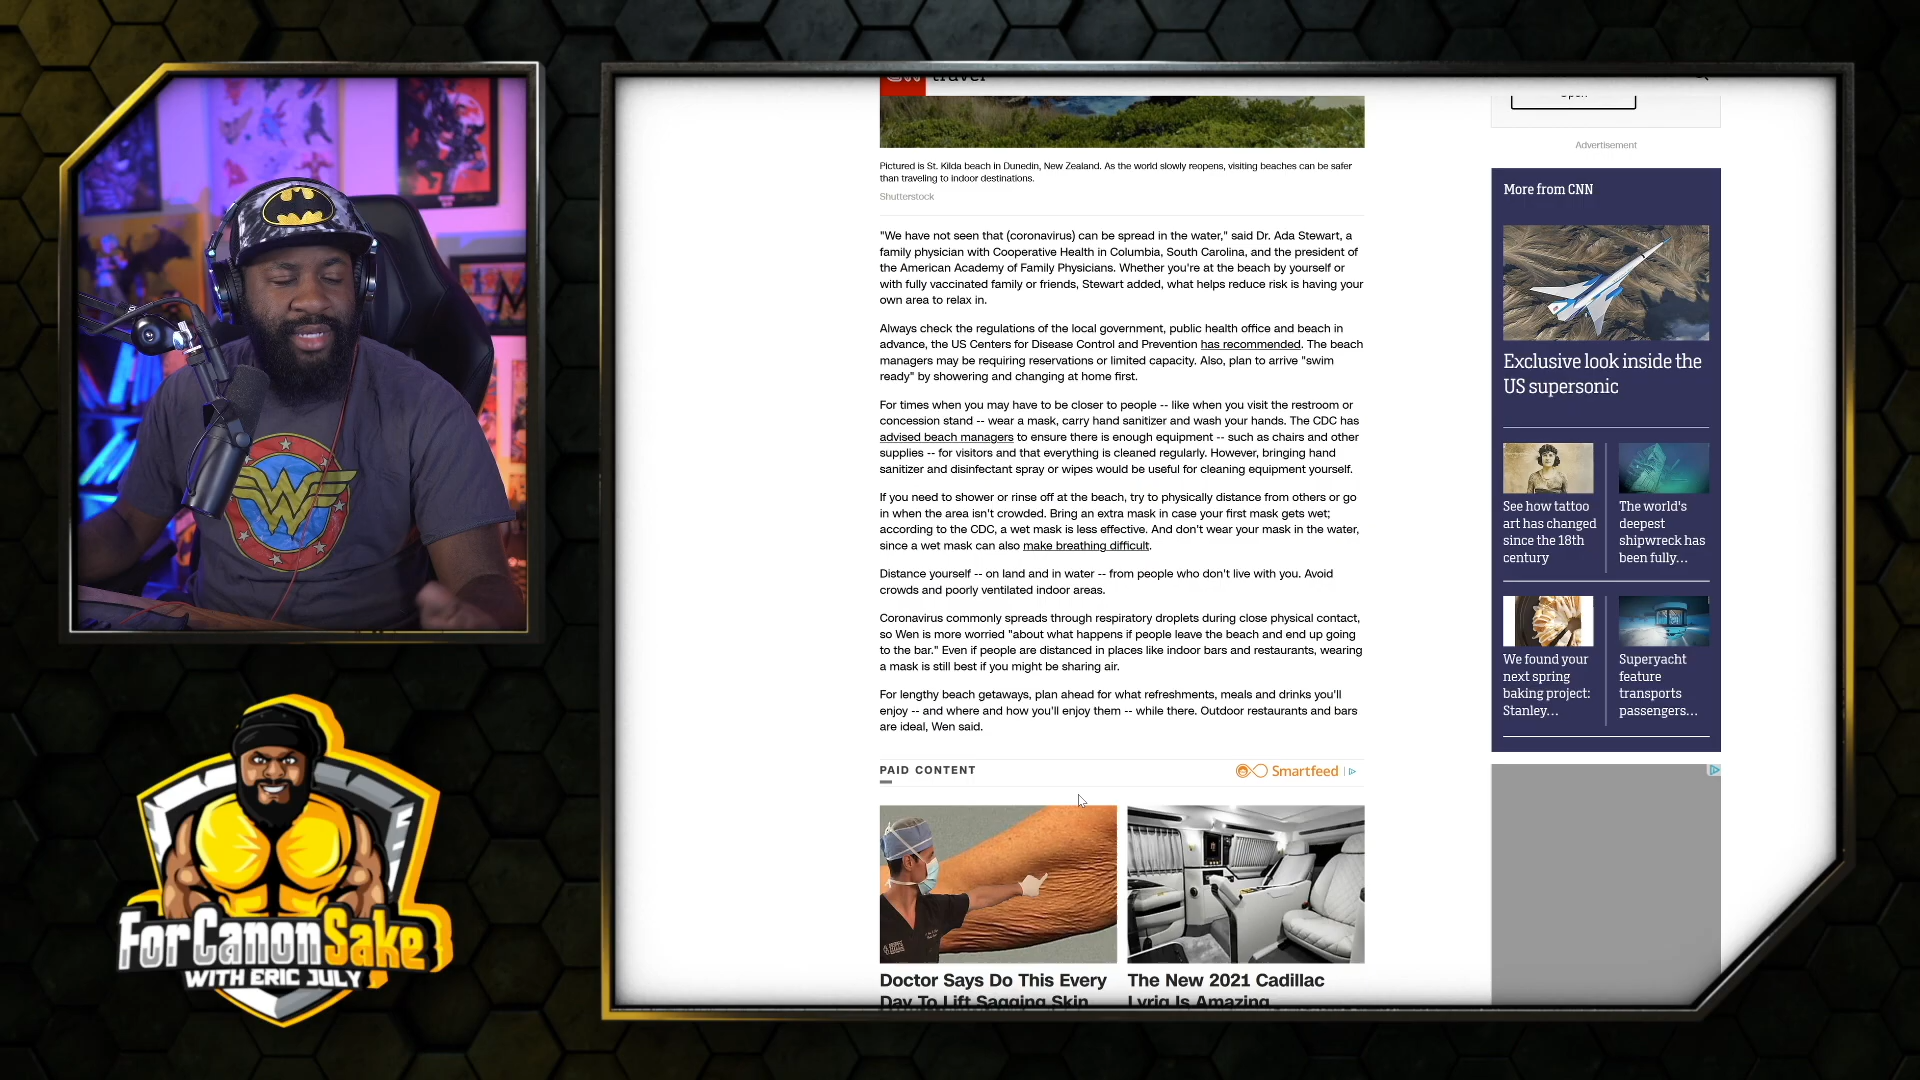 CNN travel
Open
Pictured is St. Kilda beach in Dunedin, New Zealand. As the world slowly reopens, visiting beaches can be safer
than traveling to indoor destinations.
Shutterstock
"We have not seen that (coronavirus) can be spread in the water," said Dr. Ada Stewart, a
family physician with Cooperative Health in Columbia, South Carolina, and the president of
the American Academy of Family Physicians. Whether you're at the beach by yourself or
with fully vaccinated family or friends, Stewart added, what helps reduce risk is having your
own area to relax in.
Always check the regulations of the local government, public health office and beach in
advance, the US Centers for Disease Control and Prevention has recommended. The beach
managers may be requiring reservations or limited capacity. Also, plan to arrive "swim
ready" by showering and changing at home first.
For times when you may have to be closer to people -- like when you visit the restroom or
concession stand -- wear a mask, carry hand sanitizer and wash your hands. The CDC has
advised beach managers to ensure there is enough equipment -- such as chairs and other
supplies -- for visitors and that everything is cleaned regularly. However, bringing hand
sanitizer and disinfectant spray or wipes would be useful for cleaning equipment yourself.
If you need to shower or rinse off at the beach, try to physically distance from others or go
in when the area isn't crowded. Bring an extra mask in case your first mask gets wet;
according to the CDC, a wet mask is less effective. And don't wear your mask in the water,
since a wet mask can also make breathing difficult.
Distance yourself -- on land and in water -- from people who don't live with you. Avoid
crowds and poorly ventilated indoor areas.
Coronavirus commonly spreads through respiratory droplets during close physical contact,
so Wen is more worried "about what happens if people leave the beach and end up going
to the bar." Even if people are distanced in places like indoor bars and restaurants, wearing
a mask is still best if you might be sharing air.
For lengthy beach getaways, plan ahead for what refreshments, meals and drinks you'll
enjoy -- and where and how you'll enjoy them -- while there. Outdoor restaurants and bars
are ideal, Wen said.
PAID CONTENT
Smartfeed
Doctor Says Do This Every
Day To Lift Sagging Skin
The New 2021 Cadillac
Lyriq Is Amazing
Advertisement
More from CNN
Exclusive look inside the
US supersonic
See how tattoo
art has changed
since the 18th
century
The world's
deepest
shipwreck has
been fully...
We found your
next spring
baking project:
Stanley...
Superyacht
feature
transports
passengers...
ForCanonSake
WITH ERIC JULY